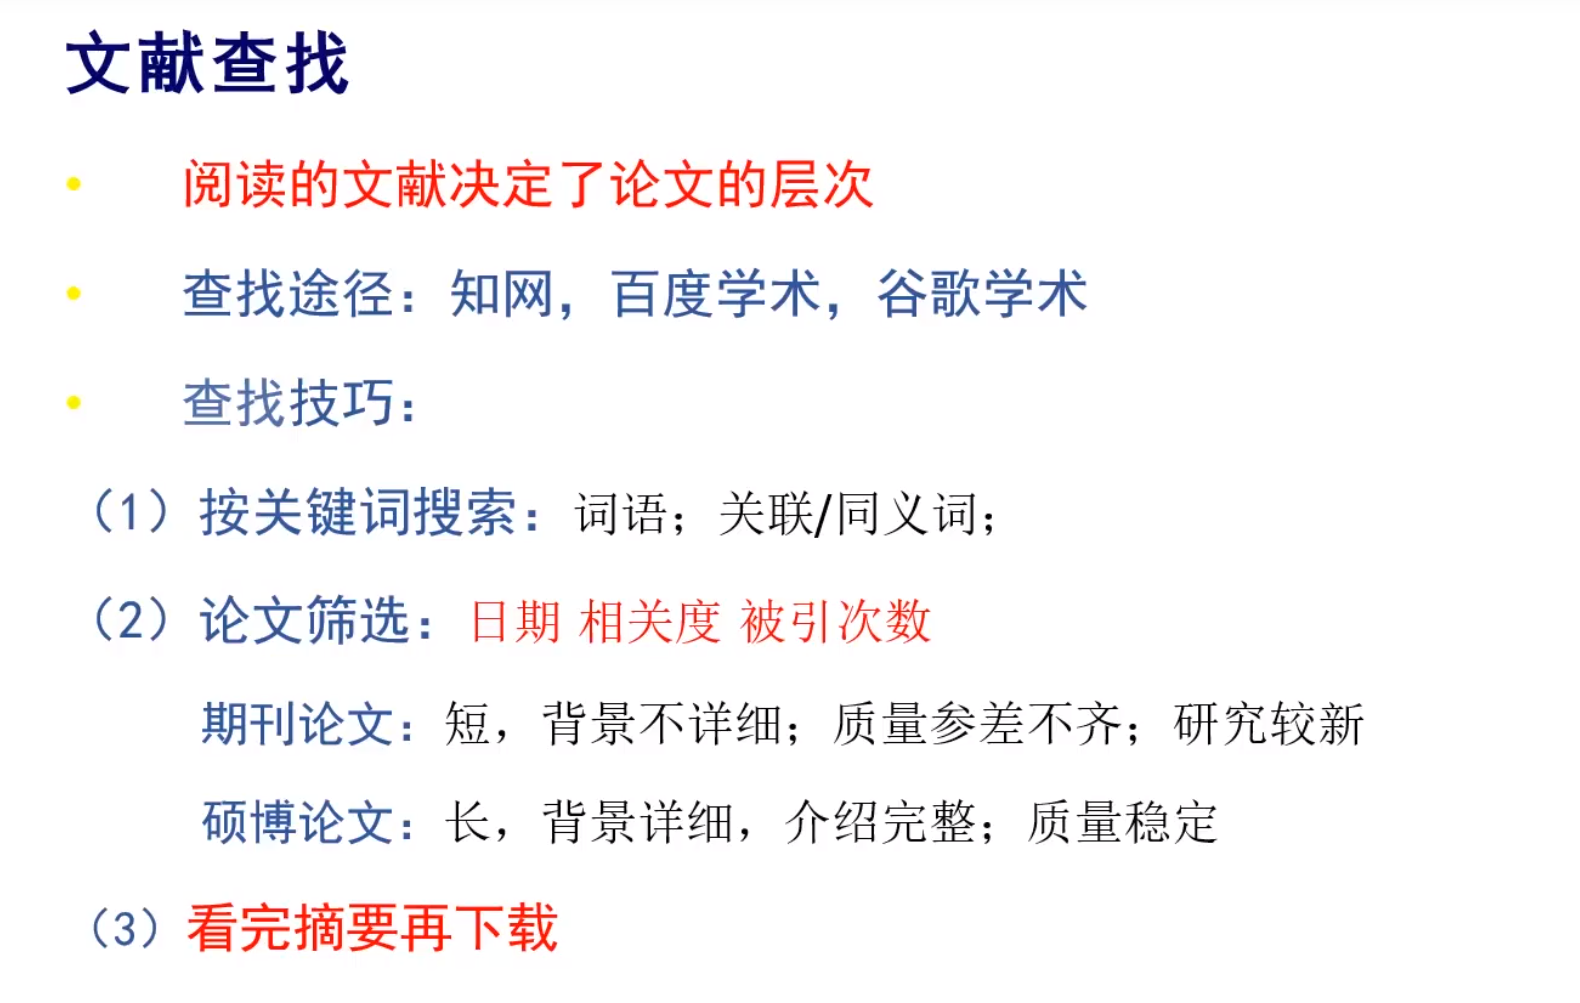 文献查找
• 阅读的文献决定了论文的层次
• 查找途径：知网，百度学术，谷歌学术
• 查找技巧：
（1）按关键词搜索：词语；关联/同义词；
（2）论文筛选：日期 相关度 被引次数
期刊论文：短，背景不详细；质量参差不齐；研究较新
硕博论文：长，背景详细，介绍完整；质量稳定
（3）看完摘要再下载